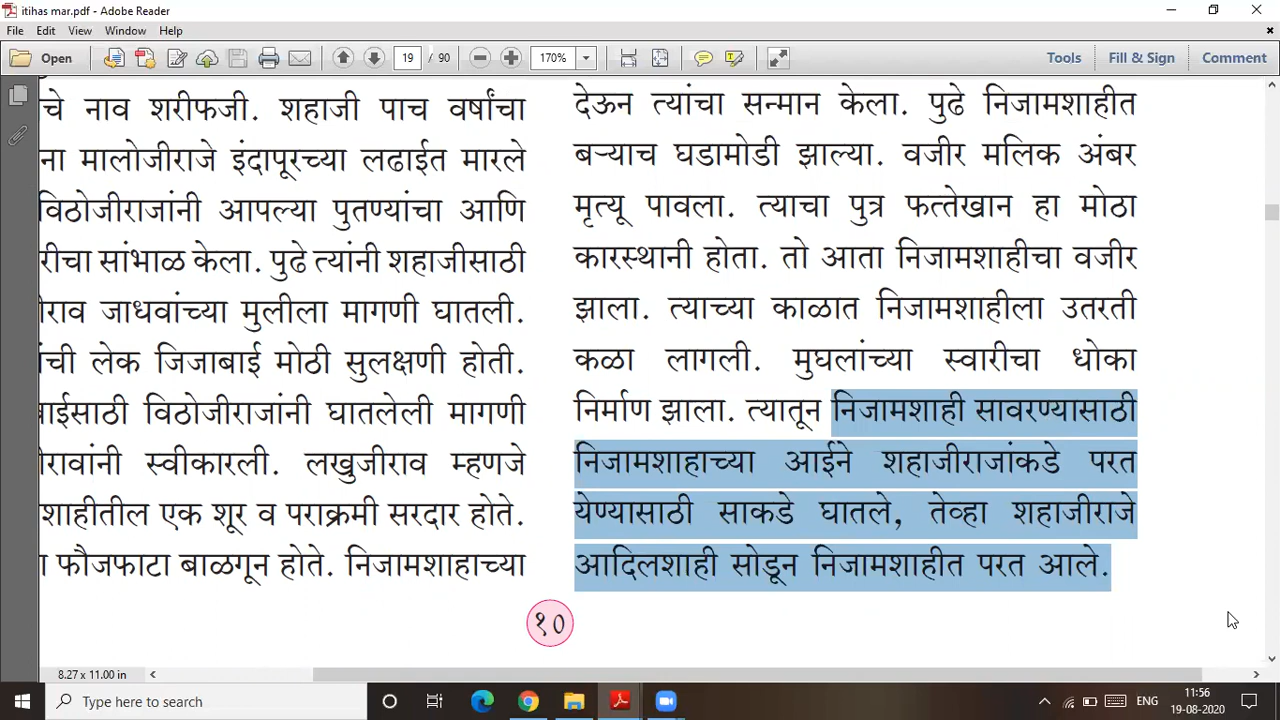 itihas mar.pdf - Adobe Reader
File Edit View Window Help
Open 19 / 90 170% Tools Fill & Sign Comment
चे नाव शरीफजी. शहाजी पाच वर्षांचा
ना मालोजीराजे इंदापूरच्या लढाईत मारले
विठोजीराजांनी आपल्या पुतण्यांचा आणि
रीचा सांभाळ केला. पुढे त्यांनी शहाजीसाठी
ीराव जाधवांच्या मुलीला मागणी घातली.
ांची लेक जिजाबाई मोठी सुलक्षणी होती.
बाईसाठी विठोजीराजांनी घातलेली मागणी
ीरावांनी स्वीकारली. लखुजीराव म्हणजे
शाहीतील एक शूर व पराक्रमी सरदार होते.
ा फौजफाटा बाळगून होते. निजामशाहाच्या
देऊन त्यांचा सन्मान केला. पुढे निजामशाहीत
बऱ्याच घडामोडी झाल्या. वजीर मलिक अंबर
मृत्यू पावला. त्याचा पुत्र फत्तेखान हा मोठा
कारस्थानी होता. तो आता निजामशाहीचा वजीर
झाला. त्याच्या काळात निजामशाहीला उतरती
कळा लागली. मुघलांच्या स्वारीचा धोका
निर्माण झाला. त्यातून निजामशाही सावरण्यासाठी
निजामशाहाच्या आईने शहाजीराजांकडे परत
येण्यासाठी साकडे घातले, तेव्हा शहाजीराजे
आदिलशाही सोडून निजामशाहीत परत आले.
१०
8.27 x 11.00 in
Type here to search
ENG
11:56
19-08-2020